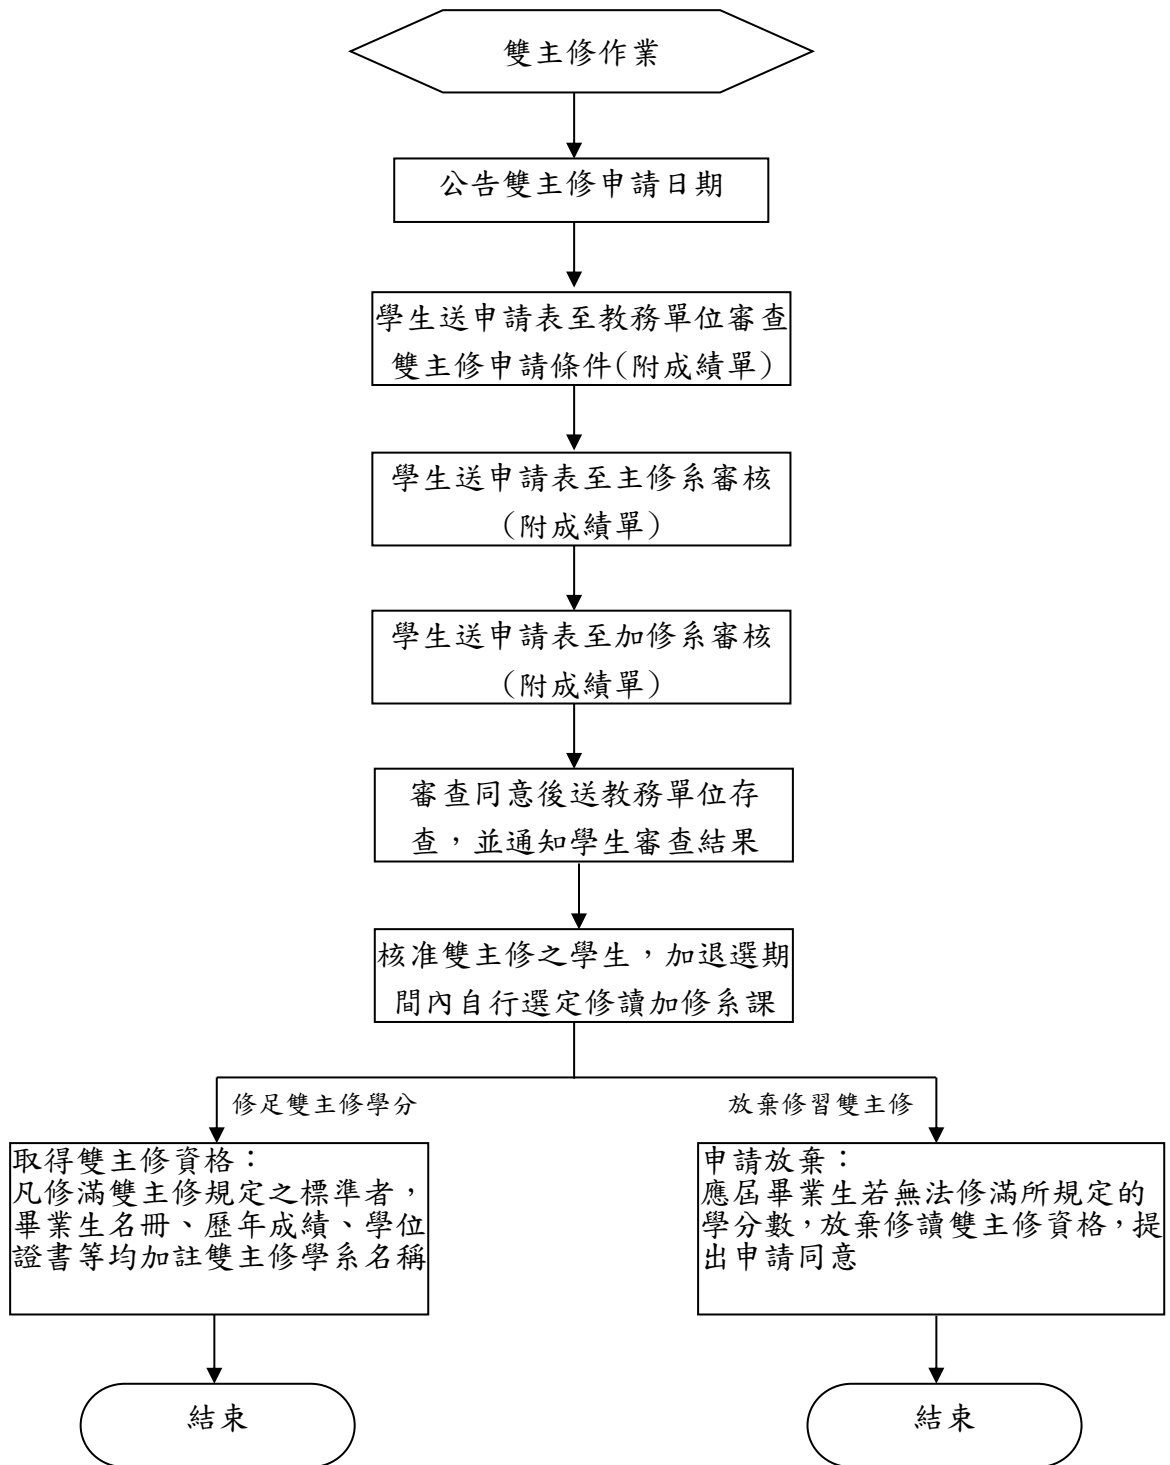 雙主修作業
公告雙主修申請日期
學生送申請表至教務單位審查
雙主修申請條件(附成績單)
學生送申請表至主修系審核
(附成績單)
學生送申請表至加修系審核
(附成績單)
審查同意後送教務單位存
查，並通知學生審查結果
核准雙主修之學生，加退選期
間內自行選定修讀加修系課
修足雙主修學分
放棄修習雙主修
取得雙主修資格：
凡修滿雙主修規定之標準者，
畢業生名冊、歷年成績、學位
證書等均加註雙主修學系名稱
申請放棄：
應屆畢業生若無法修滿所規定的
學分數，放棄修讀雙主修資格，提
出申請同意
結束
結束